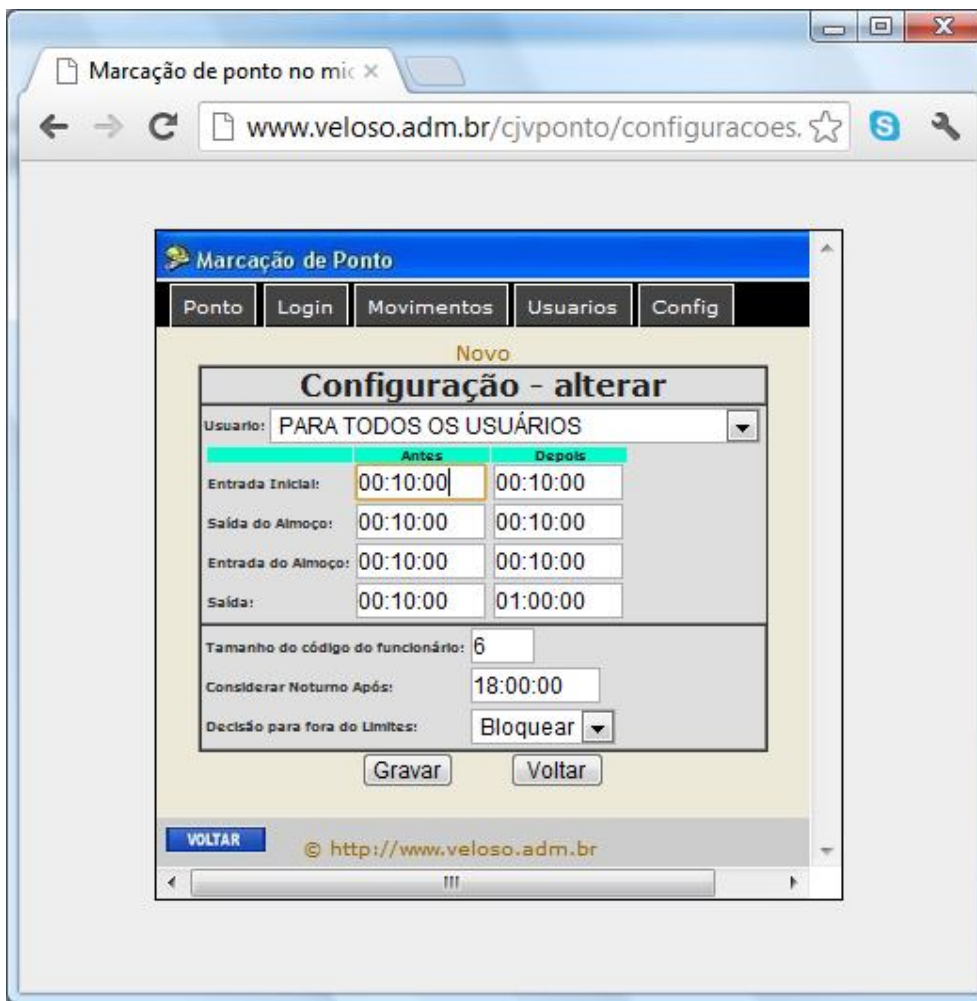 Marcação de ponto no mic
www.veloso.adm.br/cjvponto/configuracoes.
Marcação de Ponto
Ponto Login Movimentos Usuarios Config
Novo
Configuração - alterar
Usuario: PARA TODOS OS USUÁRIOS
Antes Depois
Entrada Inicial: 00:10:00 00:10:00
Saída do Almoço: 00:10:00 00:10:00
Entrada do Almoço: 00:10:00 00:10:00
Saída: 00:10:00 01:00:00
Tamanho do código do funcionário: 6
Considerar Noturno Após: 18:00:00
Decisão para fora do Limites: Bloquear
Gravar Voltar
VOLTAR © http://www.veloso.adm.br